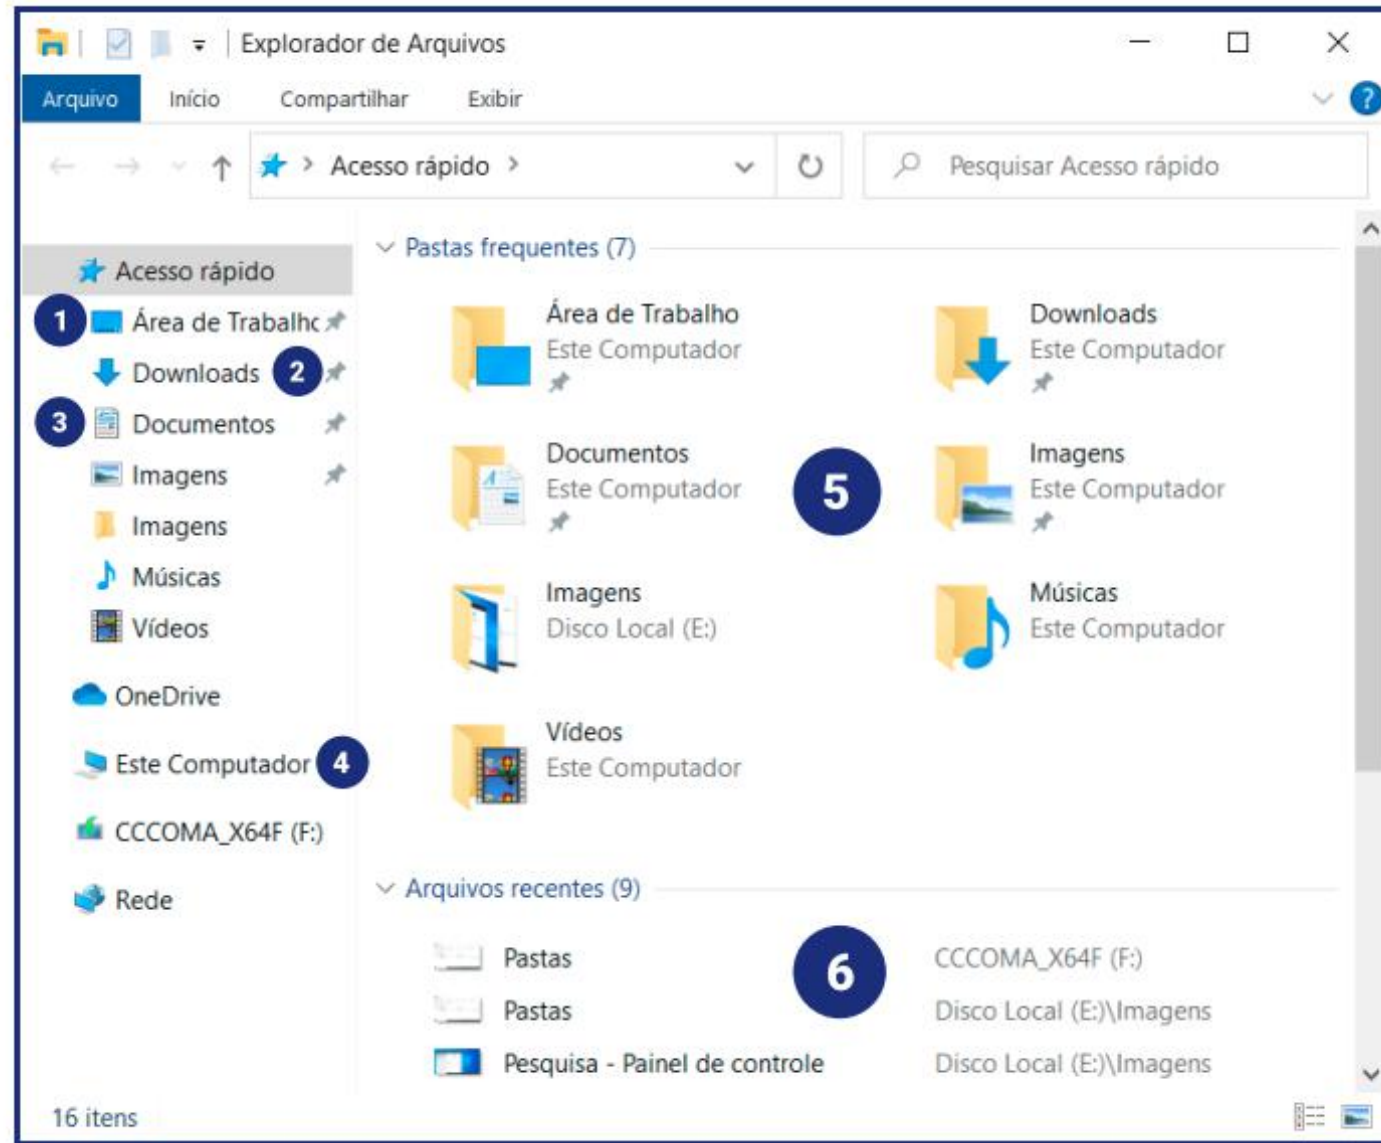 Explorador de Arquivos
Arquivo Início Compartilhar Exibir ?
Acesso rápido
Pesquisar Acesso rápido
Acesso rápido
1 Área de Trabalho
Downloads 2
3 Documentos
Imagens
Imagens
Músicas
Vídeos
OneDrive
Este Computador 4
CCCOMA_X64F (F:)
Rede
Pastas frequentes (7)
Área de Trabalho
Este Computador
Downloads
Este Computador
Documentos
Este Computador
5
Imagens
Este Computador
Imagens
Disco Local (E:)
Músicas
Este Computador
Vídeos
Este Computador
Arquivos recentes (9)
Pastas CCCOMA_X64F (F:)
6
Pastas Disco Local (E:)\Imagens
Pesquisa - Painel de controle Disco Local (E:)\Imagens
16 itens